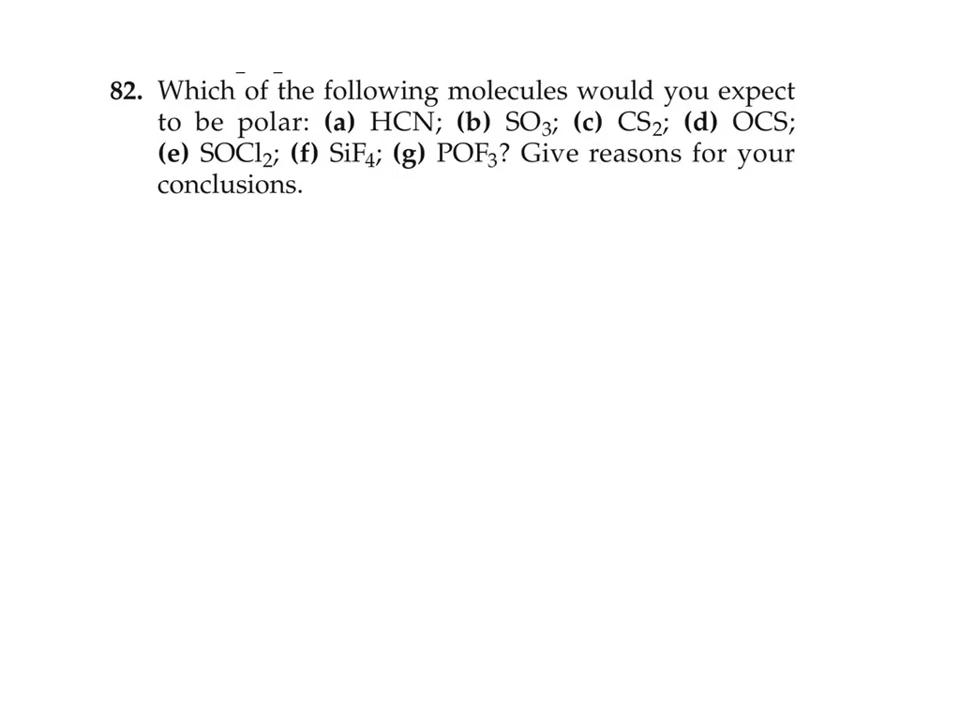 82. Which of the following molecules would you expect
to be polar: (a) HCN; (b) SO₃; (c) CS₂; (d) OCS;
(e) SOCl₂; (f) SiF₄; (g) POF₃? Give reasons for your
conclusions.